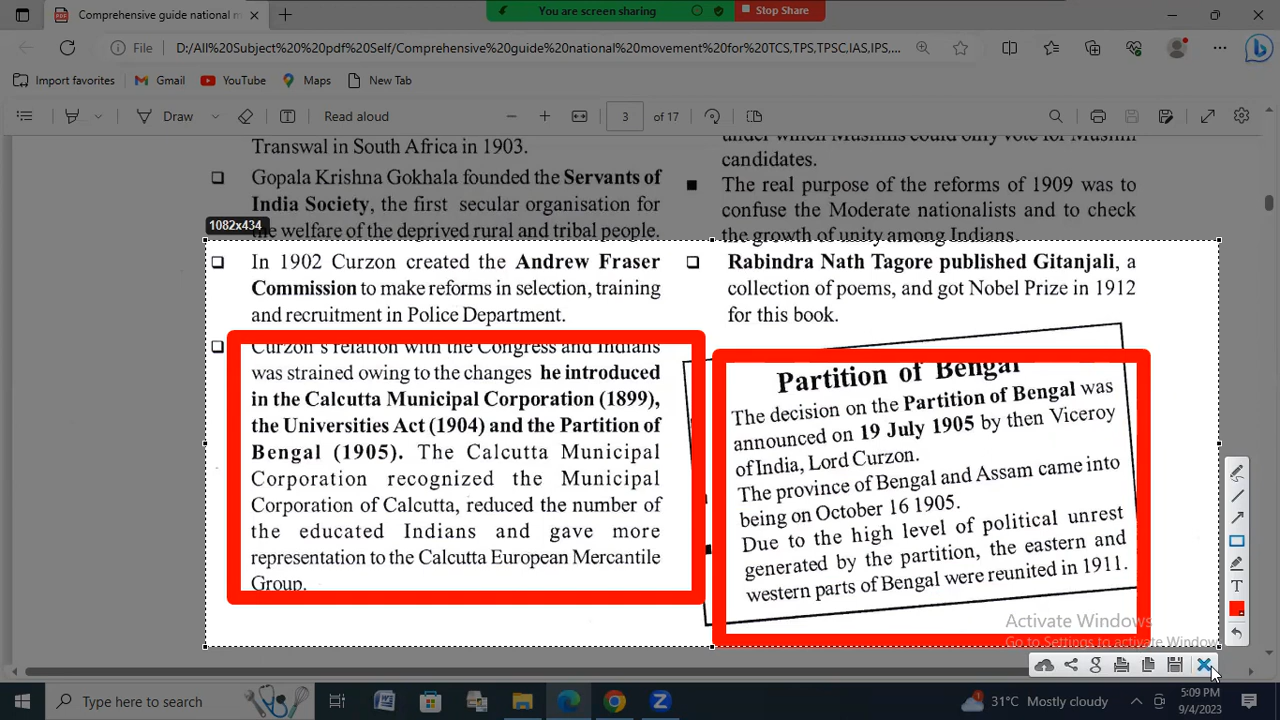 Comprehensive guide national m
You are screen sharing
Stop Share
File
D:/All%20Subject%20%20pdf%20Self/Comprehensive%20guide%20national%20movement%20for%20TCS,TPS,TPSC,IAS,IPS,...
Import favorites
Gmail
YouTube
Maps
New Tab
Draw
Read aloud
3
of 17
Transwal in South Africa in 1903.
Gopala Krishna Gokhala founded the Servants of
India Society, the first secular organisation for
the welfare of the deprived rural and tribal people.
1082x434
In 1902 Curzon created the Andrew Fraser
Commission to make reforms in selection, training
and recruitment in Police Department.
Curzon's relation with the Congress and Indians
was strained owing to the changes he introduced
in the Calcutta Municipal Corporation (1899),
the Universities Act (1904) and the Partition of
Bengal (1905). The Calcutta Municipal
Corporation recognized the Municipal
Corporation of Calcutta, reduced the number of
the educated Indians and gave more
representation to the Calcutta European Mercantile
Group.
under which Muslims could only vote for Muslim
candidates.
The real purpose of the reforms of 1909 was to
confuse the Moderate nationalists and to check
the growth of unity among Indians.
Rabindra Nath Tagore published Gitanjali, a
collection of poems, and got Nobel Prize in 1912
for this book.
Partition of Bengal
The decision on the Partition of Bengal was
announced on 19 July 1905 by then Viceroy
of India, Lord Curzon.
The province of Bengal and Assam came into
being on October 16 1905.
Due to the high level of political unrest
generated by the partition, the eastern and
western parts of Bengal were reunited in 1911.
Activate Windows
Go to Settings to activate Window
Type here to search
31°C Mostly cloudy
5:09 PM
9/4/2023